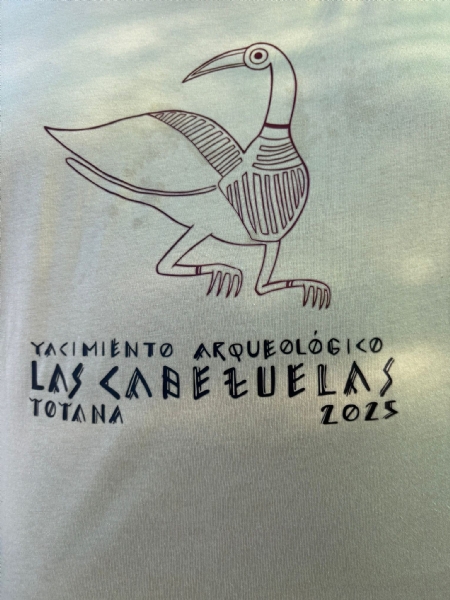 YACIMIENTO ARQUEOLÓGICO
LAS CABEZUELAS
TOTANA 2025